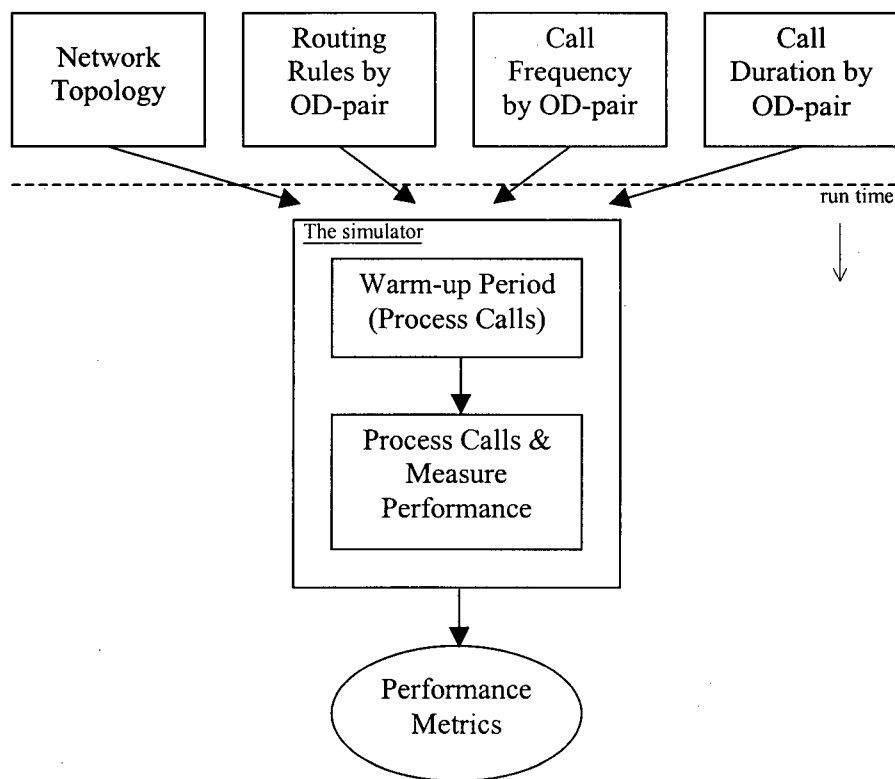 Network
Topology
Routing
Rules by
OD-pair
Call
Frequency
by OD-pair
Call
Duration by
OD-pair
run time
The simulator
Warm-up Period
(Process Calls)
Process Calls &
Measure
Performance
Performance
Metrics